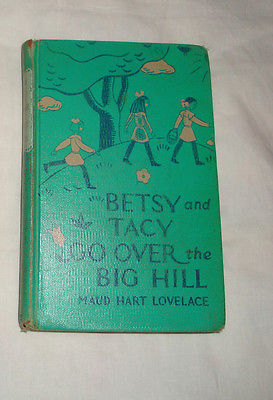 BETSY and
TACY
GO OVER the
BIG HILL
MAUD HART LOVELACE